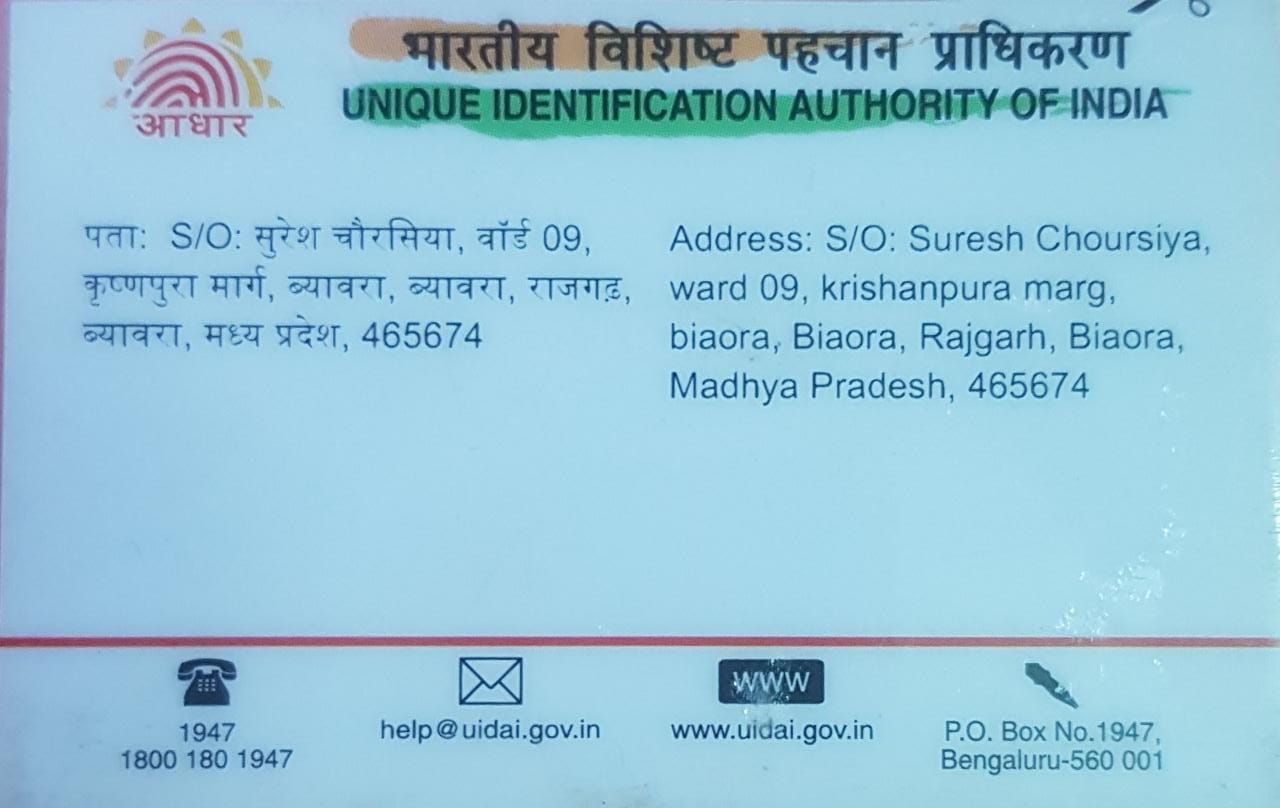 भारतीय विशिष्ट पहचान प्राधिकरण
UNIQUE IDENTIFICATION AUTHORITY OF INDIA
आधार
पता: S/O: सुरेश चौरसिया, वॉर्ड 09,
कृष्णपुरा मार्ग, ब्यावरा, ब्यावरा, राजगढ़,
ब्यावरा, मध्य प्रदेश, 465674
Address: S/O: Suresh Choursiya,
ward 09, krishanpura marg,
biaora, Biaora, Rajgarh, Biaora,
Madhya Pradesh, 465674
1947
1800 180 1947
help@uidai.gov.in
www
www.uidai.gov.in
P.O. Box No.1947,
Bengaluru-560 001